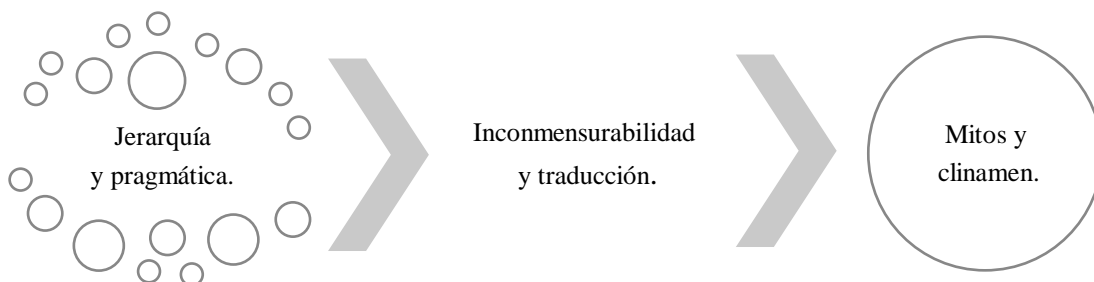 Jerarquía
y pragmática.
Inconmensurabilidad
y traducción.
Mitos y
clinamen.